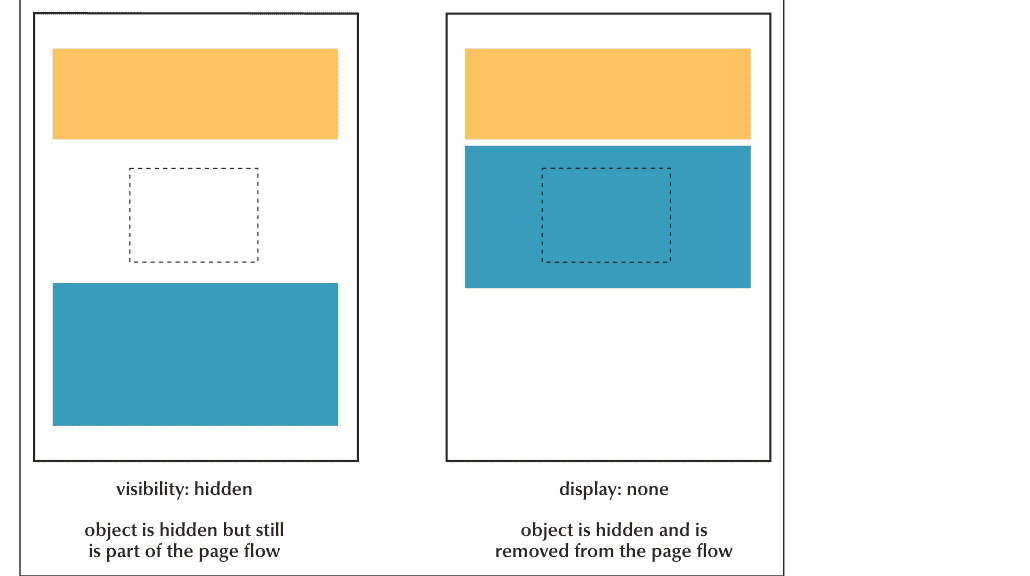 visibility: hidden
object is hidden but still
is part of the page flow
display: none
object is hidden and is
removed from the page flow